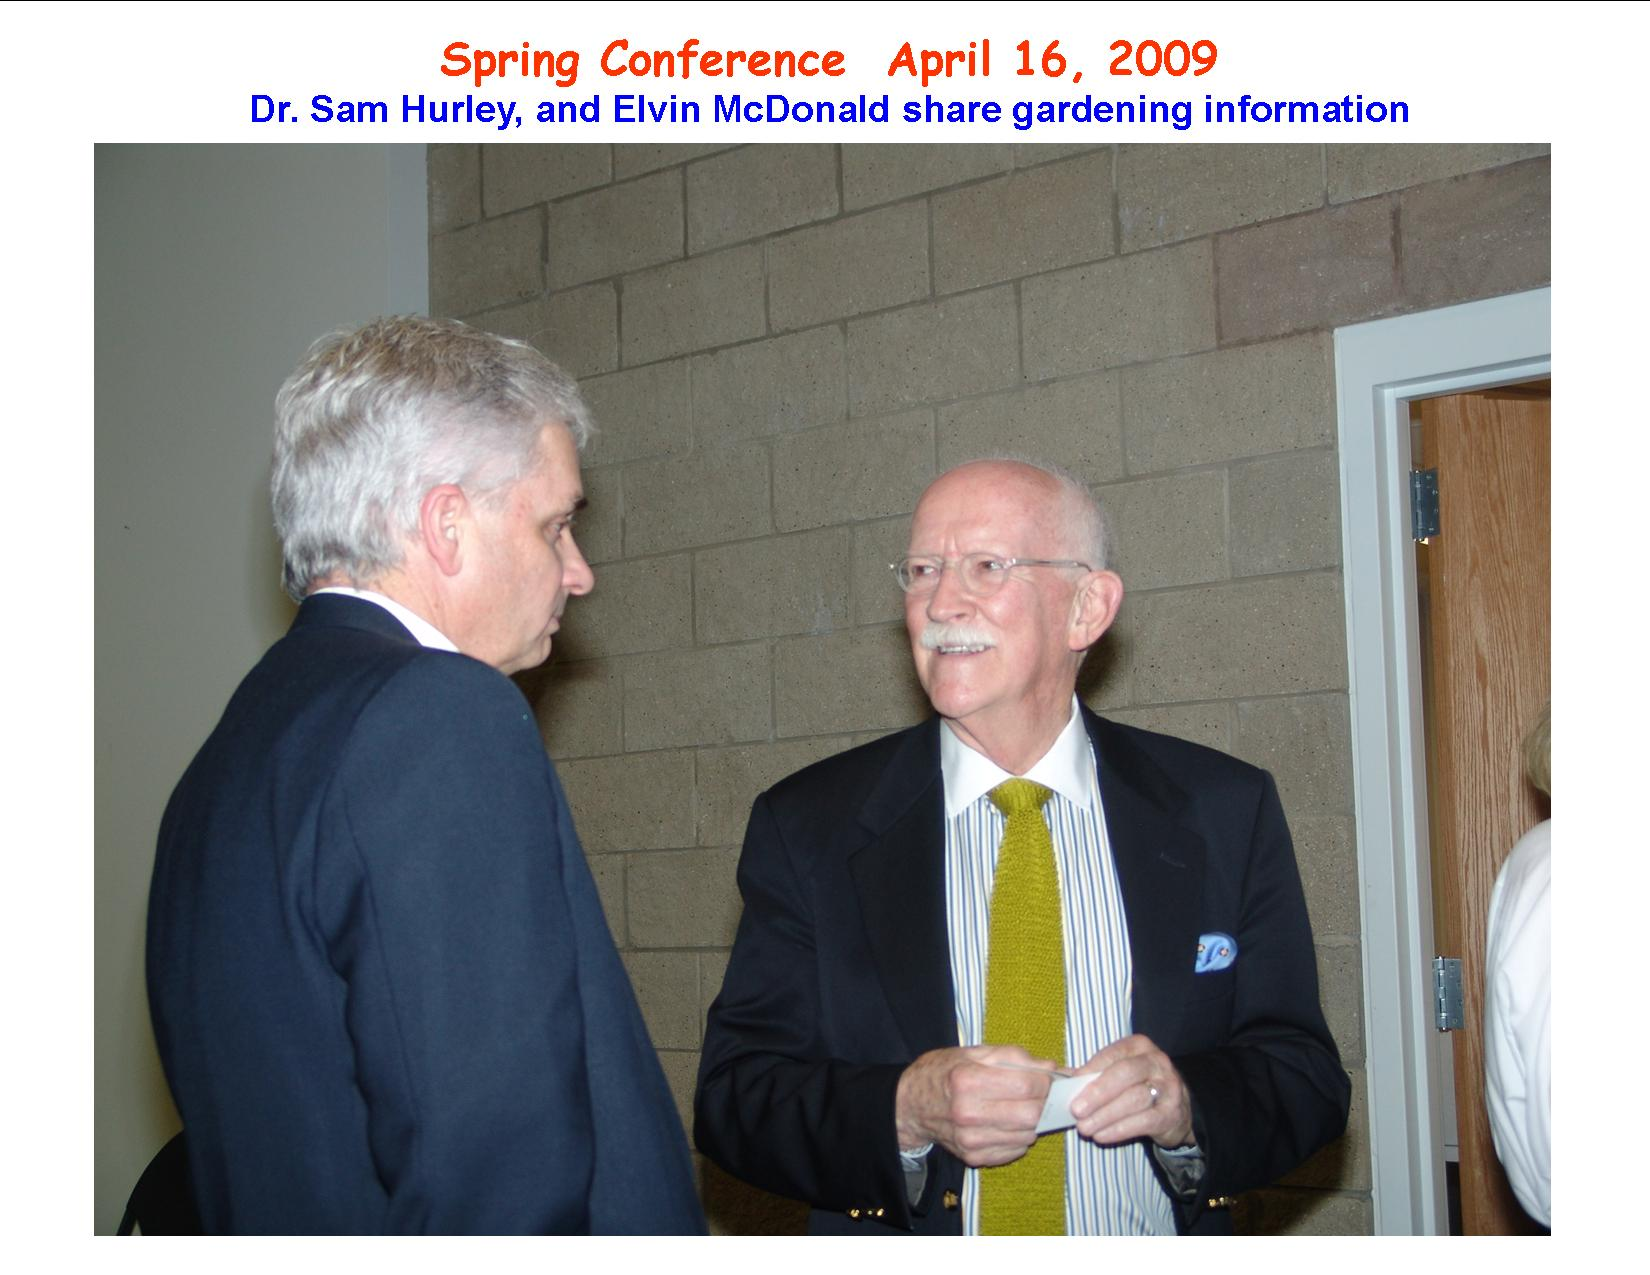 Spring Conference April 16, 2009
Dr. Sam Hurley, and Elvin McDonald share gardening information